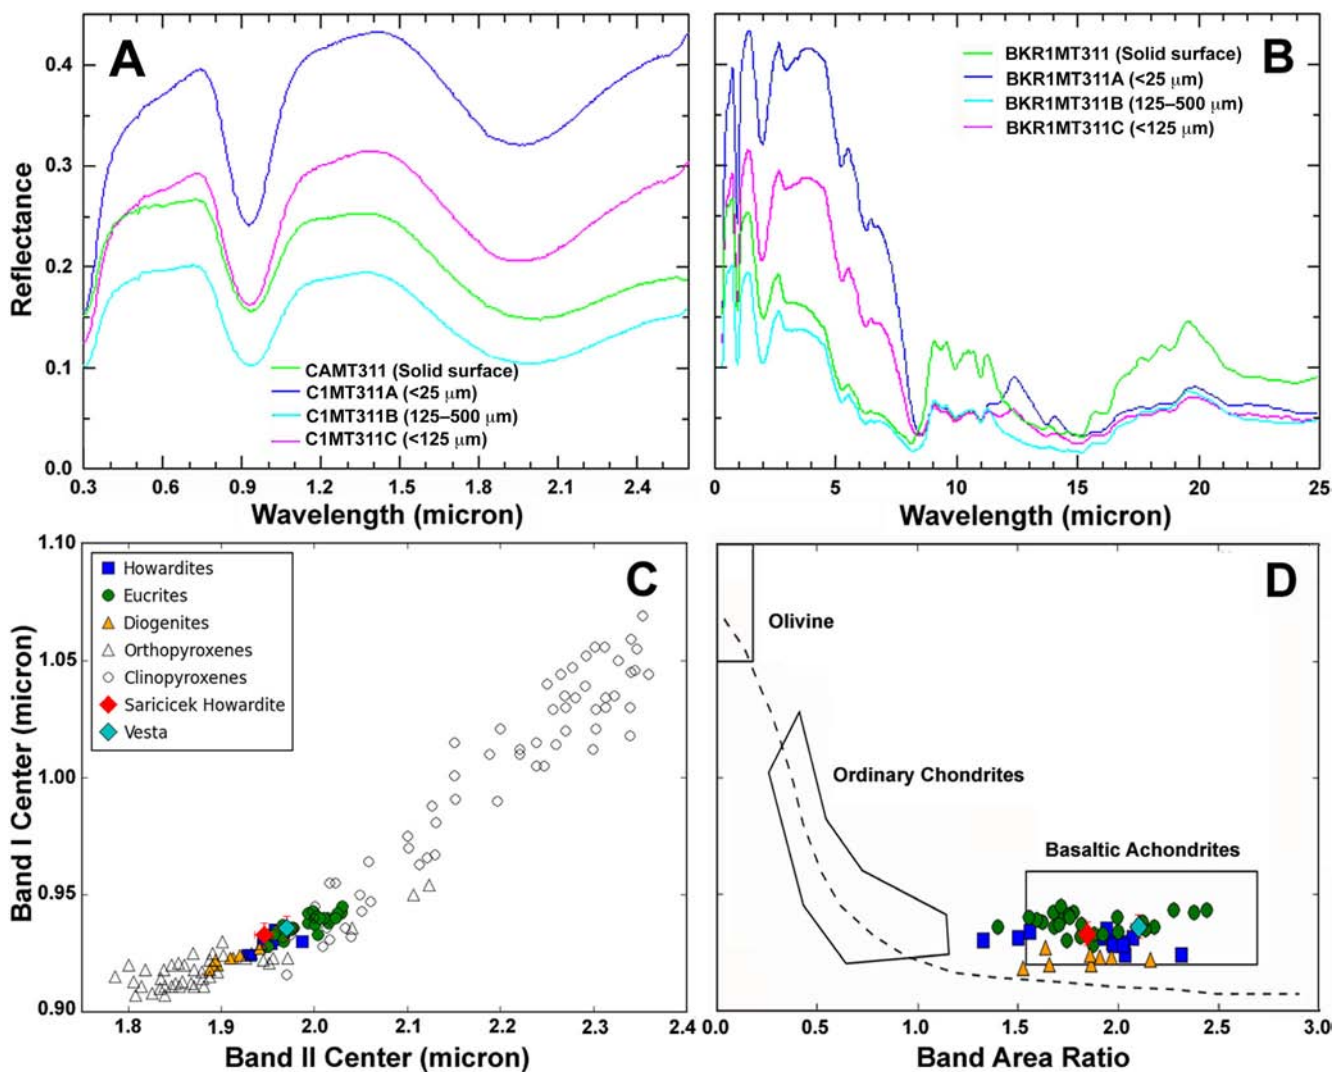 A
0.4
0.3
0.2
0.1
0.0
Reflectance
CAMT311 (Solid surface)
C1MT311A (<25 μm)
C1MT311B (125–500 μm)
C1MT311C (<125 μm)
0.3 0.6 0.9 1.2 1.5 1.8 2.1 2.4
Wavelength (micron)
B
BKR1MT311 (Solid surface)
BKR1MT311A (<25 μm)
BKR1MT311B (125–500 μm)
BKR1MT311C (<125 μm)
0 5 10 15 20 25
Wavelength (micron)
C
1.10
1.05
1.00
0.95
0.90
Band I Center (micron)
Howardites
Eucrites
Diogenites
Orthopyroxenes
Clinopyroxenes
Saricicek Howardite
Vesta
1.8 1.9 2.0 2.1 2.2 2.3 2.4
Band II Center (micron)
D
Olivine
Ordinary Chondrites
Basaltic Achondrites
0.0 0.5 1.0 1.5 2.0 2.5 3.0
Band Area Ratio